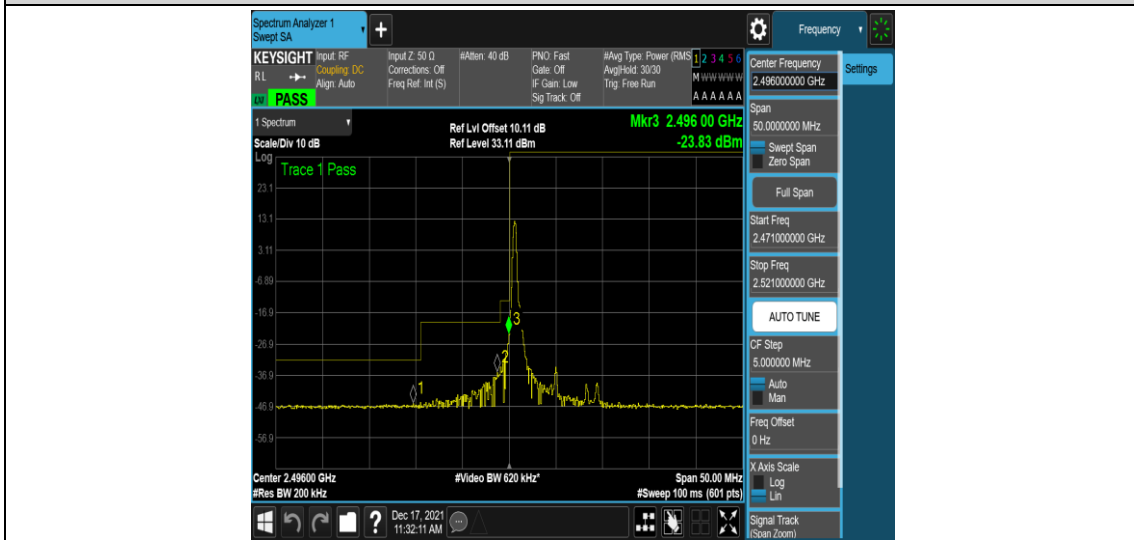 Spectrum Analyzer 1
Swept SA
+
Frequency
KEYSIGHT
RL
LXI PASS
Input: RF
Coupling: DC
Align: Auto
Input Z: 50 Ω
Corrections: Off
Freq Ref: Int (S)
#Atten: 40 dB
PNO: Fast
Gate: Off
IF Gain: Low
Sig Track: Off
#Avg Type: Power (RMS
Avg|Hold: 30/30
Trig: Free Run
1 2 3 4 5 6
M W W W W W
A A A A A A
1 Spectrum
Scale/Div 10 dB
Ref Lvl Offset 10.11 dB
Ref Level 33.11 dBm
Mkr3 2.496 00 GHz
-23.83 dBm
Log
Trace 1 Pass
23.1
13.1
3.11
-6.89
-16.9
-26.9
-36.9
-46.9
-56.9
1
2
3
Center 2.49600 GHz
#Res BW 200 kHz
#Video BW 620 kHz*
Span 50.00 MHz
#Sweep 100 ms (601 pts)
?
Dec 17, 2021
11:32:11 AM
Center Frequency
2.496000000 GHz
Settings
Span
50.0000000 MHz
Swept Span
Zero Span
Full Span
Start Freq
2.471000000 GHz
Stop Freq
2.521000000 GHz
AUTO TUNE
CF Step
5.000000 MHz
Auto
Man
Freq Offset
0 Hz
X Axis Scale
Log
Lin
Signal Track
(Span Zoom)